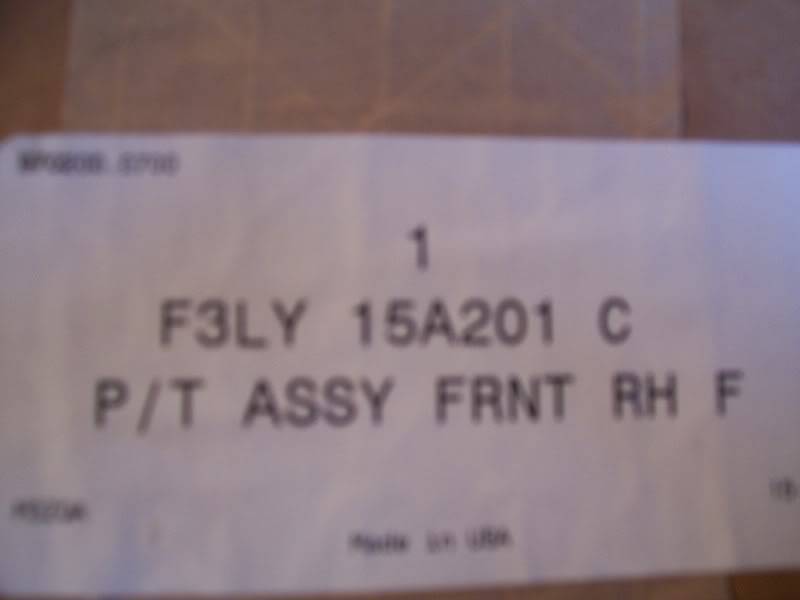 1
F3LY 15A201 C
P/T ASSY FRNT RH F
Made in USA